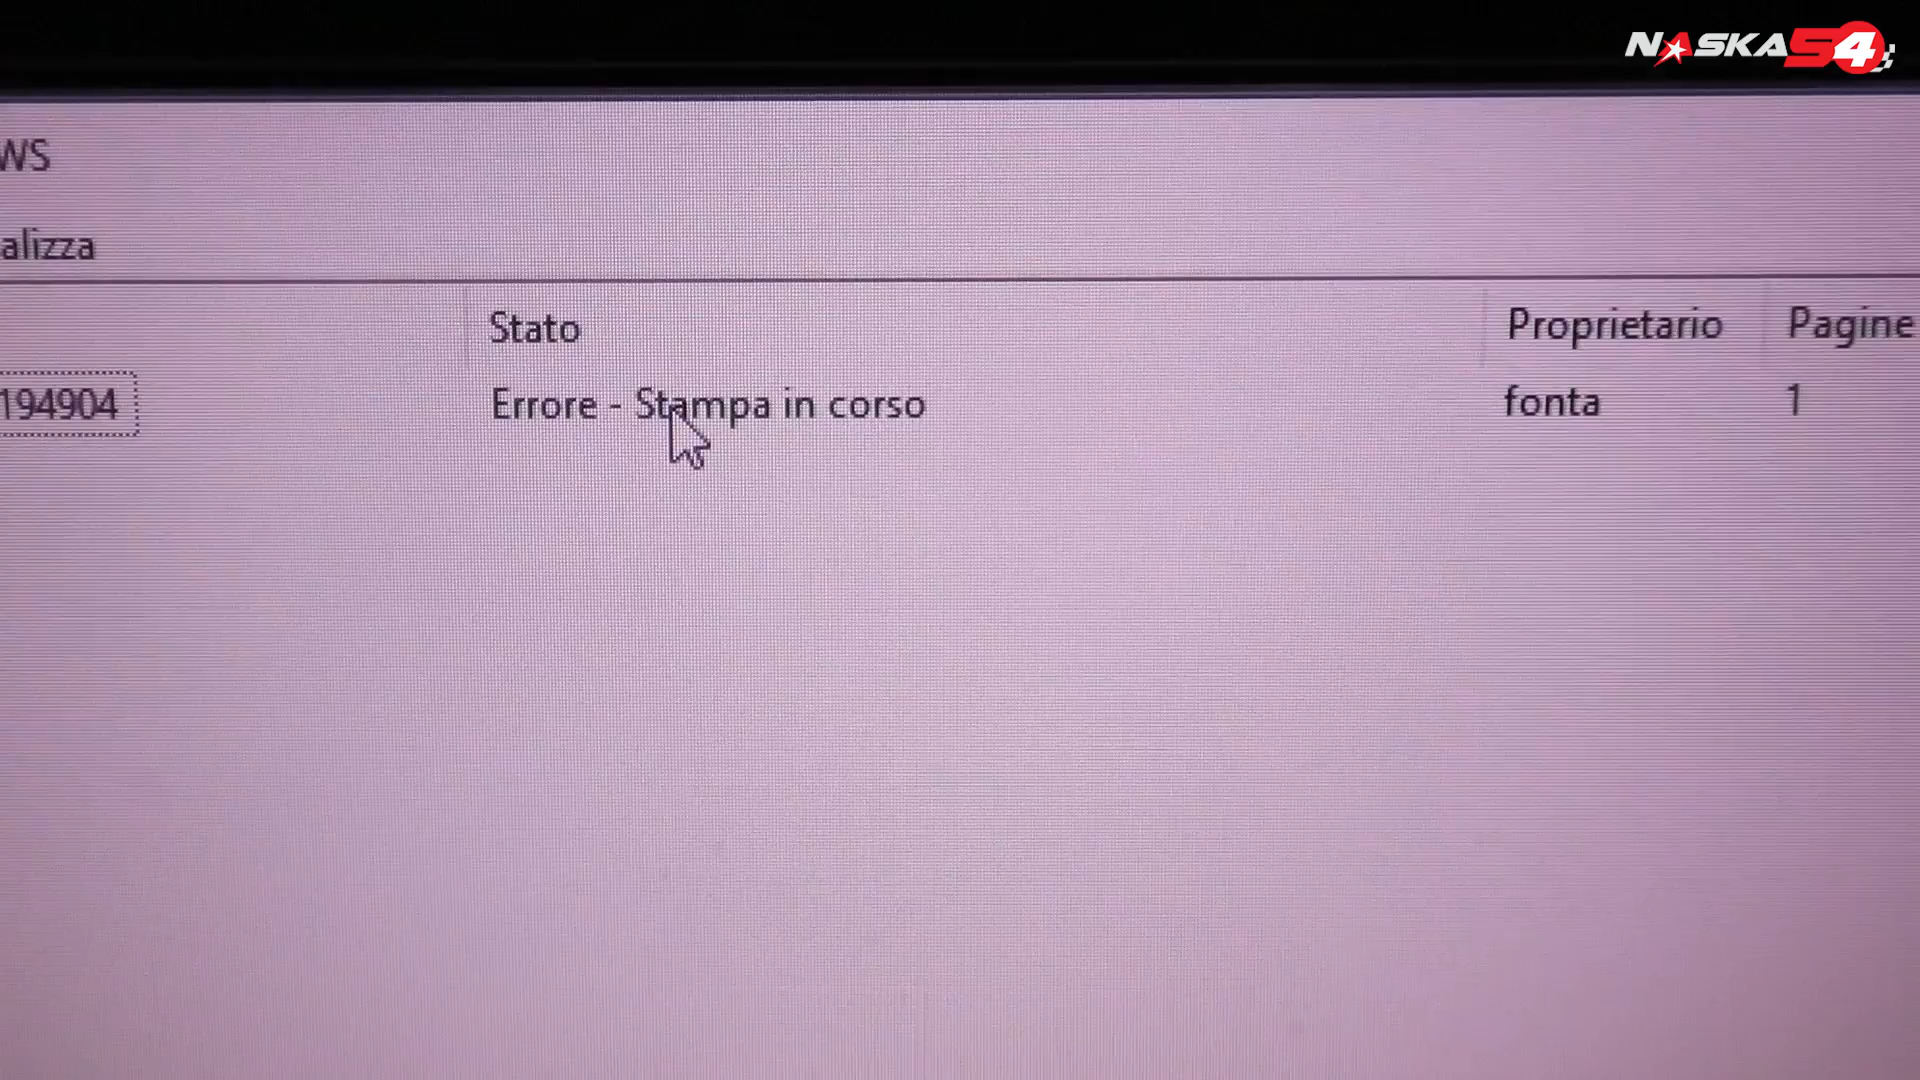 NASKA54
WS
alizza
Stato Proprietario Pagine
194904 Errore - Stampa in corso fonta 1